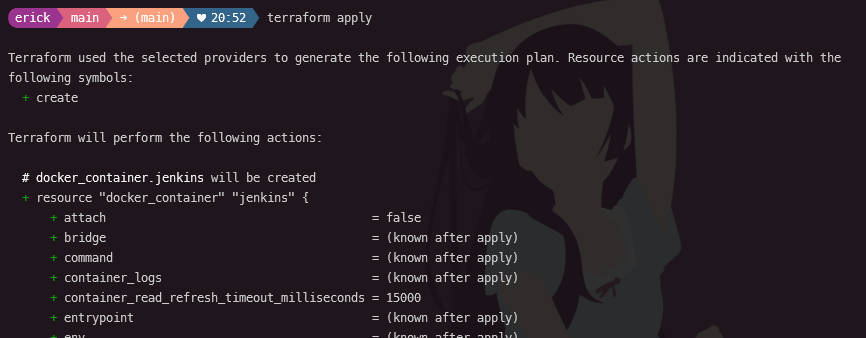 erick main → (main) ♥ 20:52 terraform apply
Terraform used the selected providers to generate the following execution plan. Resource actions are indicated with the
following symbols:
+ create
Terraform will perform the following actions:
# docker_container.jenkins will be created
+ resource "docker_container" "jenkins" {
+ attach = false
+ bridge = (known after apply)
+ command = (known after apply)
+ container_logs = (known after apply)
+ container_read_refresh_timeout_milliseconds = 15000
+ entrypoint = (known after apply)
+ env = (known after apply)